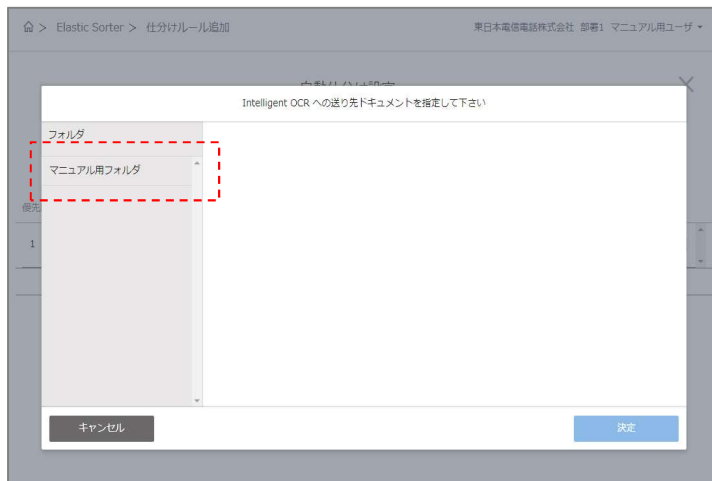 > Elastic Sorter > 仕分けルール追加
東日本電信電話株式会社 部署1 マニュアル用ユーザ
Intelligent OCR への送り先ドキュメントを指定して下さい
フォルダ
マニュアル用フォルダ
優先
1
キャンセル
決定